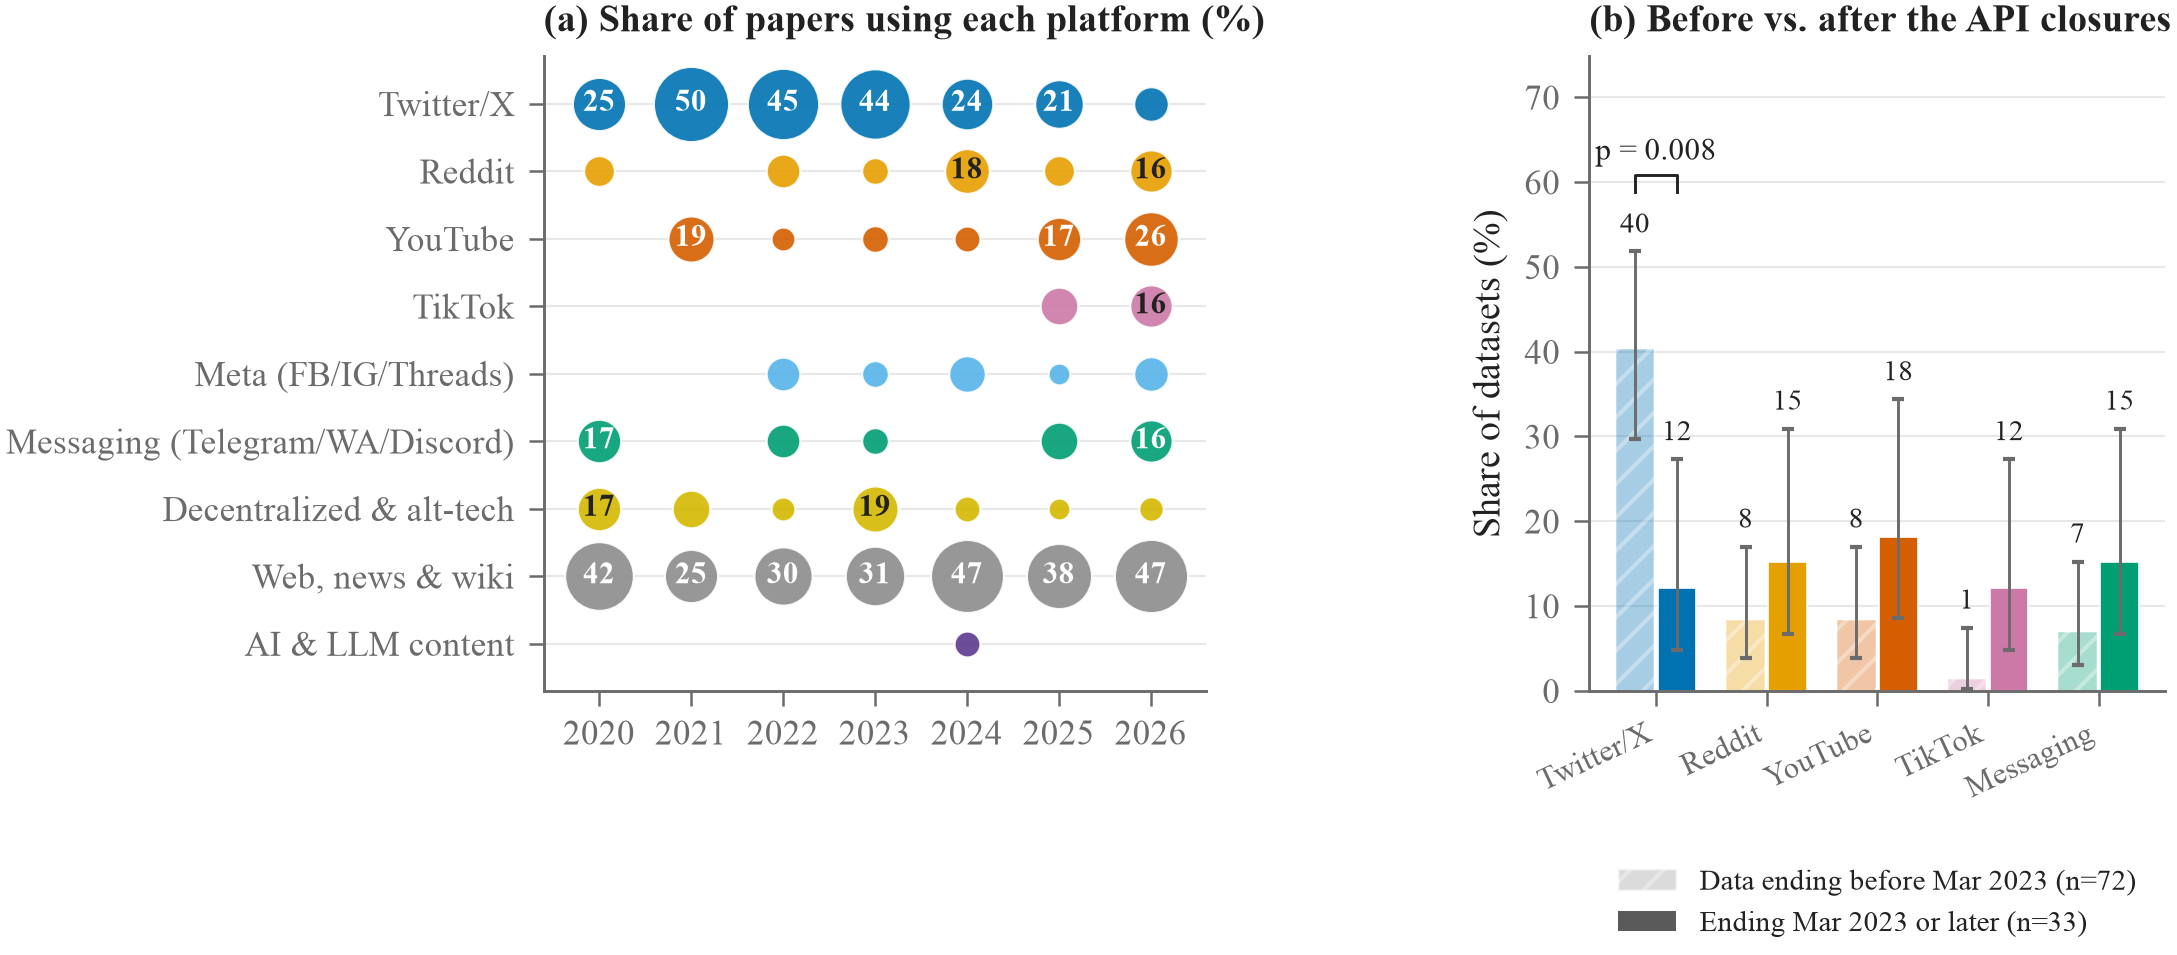 (a) Share of papers using each platform (%)
Twitter/X 25 50 45 44 24 21
Reddit 18 16
YouTube 19 17 26
TikTok 16
Meta (FB/IG/Threads)
Messaging (Telegram/WA/Discord) 17 16
Decentralized & alt-tech 17 19
Web, news & wiki 42 25 30 31 47 38 47
AI & LLM content
2020 2021 2022 2023 2024 2025 2026
(b) Before vs. after the API closures
Share of datasets (%)
70
60
50
40
30
20
10
0
p = 0.008
40 12 8 15 8 18 1 12 7 15
Twitter/X Reddit YouTube TikTok Messaging
Data ending before Mar 2023 (n=72)
Ending Mar 2023 or later (n=33)